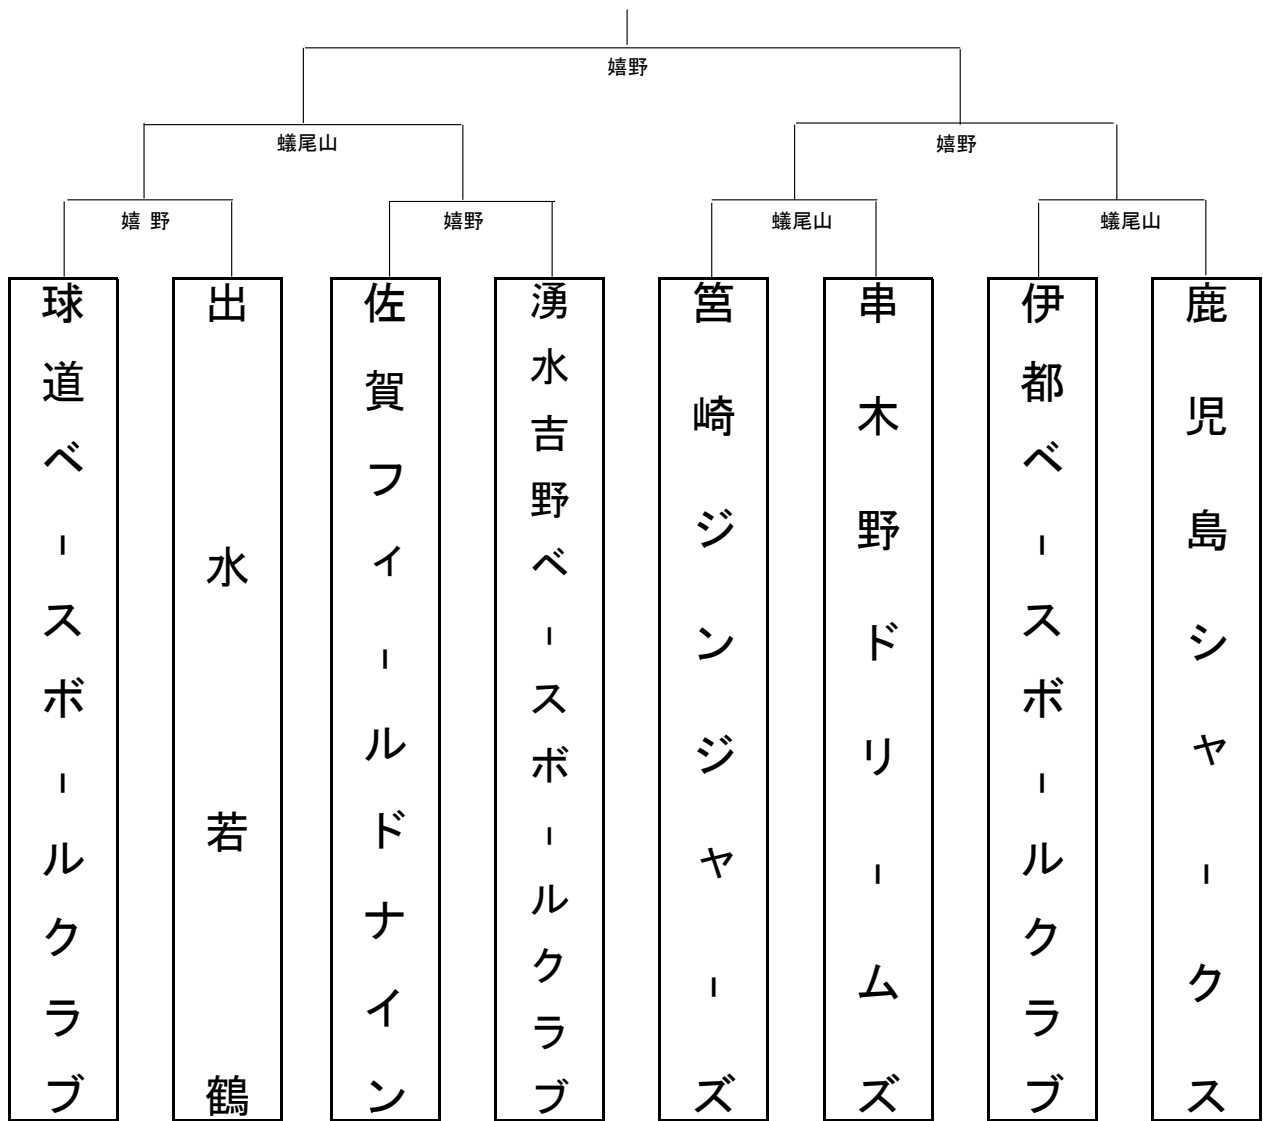 嬉野
蟻尾山
嬉野
嬉 野
嬉野
蟻尾山
蟻尾山
球道ベースボールクラブ
出水若鶴
佐賀フィールドナイン
湧水吉野ベースボールクラブ
筥崎ジンジャーズ
串木野ドリームズ
伊都ベースボールクラブ
鹿児島シャークス